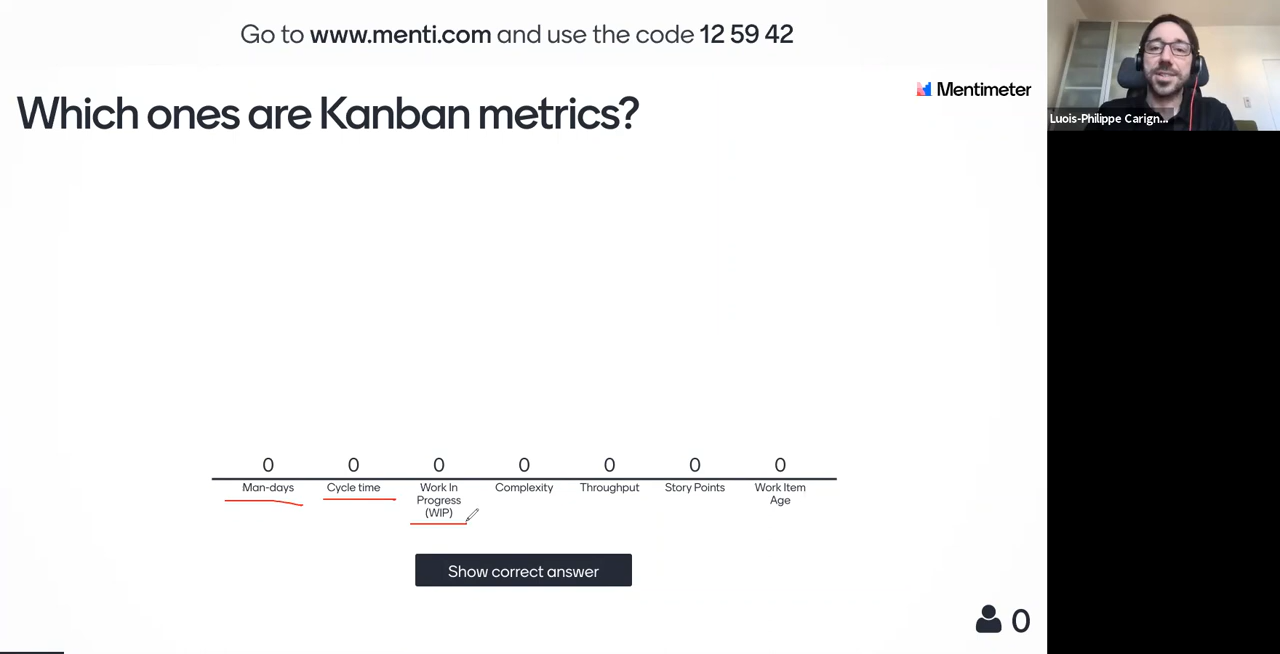 Go to www.menti.com and use the code 12 59 42
Mentimeter
Which ones are Kanban metrics?
Luois-Philippe Carign...
0 0 0 0 0 0 0
Man-days Cycle time Work In Complexity Throughput Story Points Work Item
Progress Age
(WIP)
Show correct answer
0